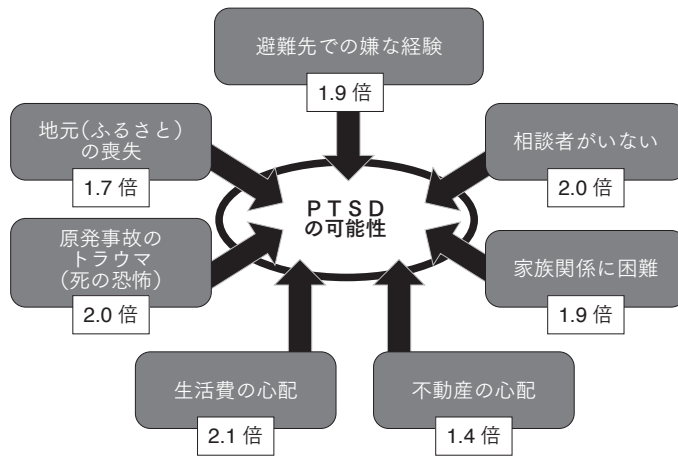 避難先での嫌な経験
1.9 倍
地元(ふるさと)
の喪失
1.7 倍
相談者がいない
2.0 倍
ＰＴＳＤ
の可能性
原発事故の
トラウマ
(死の恐怖)
2.0 倍
家族関係に困難
1.9 倍
生活費の心配
2.1 倍
不動産の心配
1.4 倍